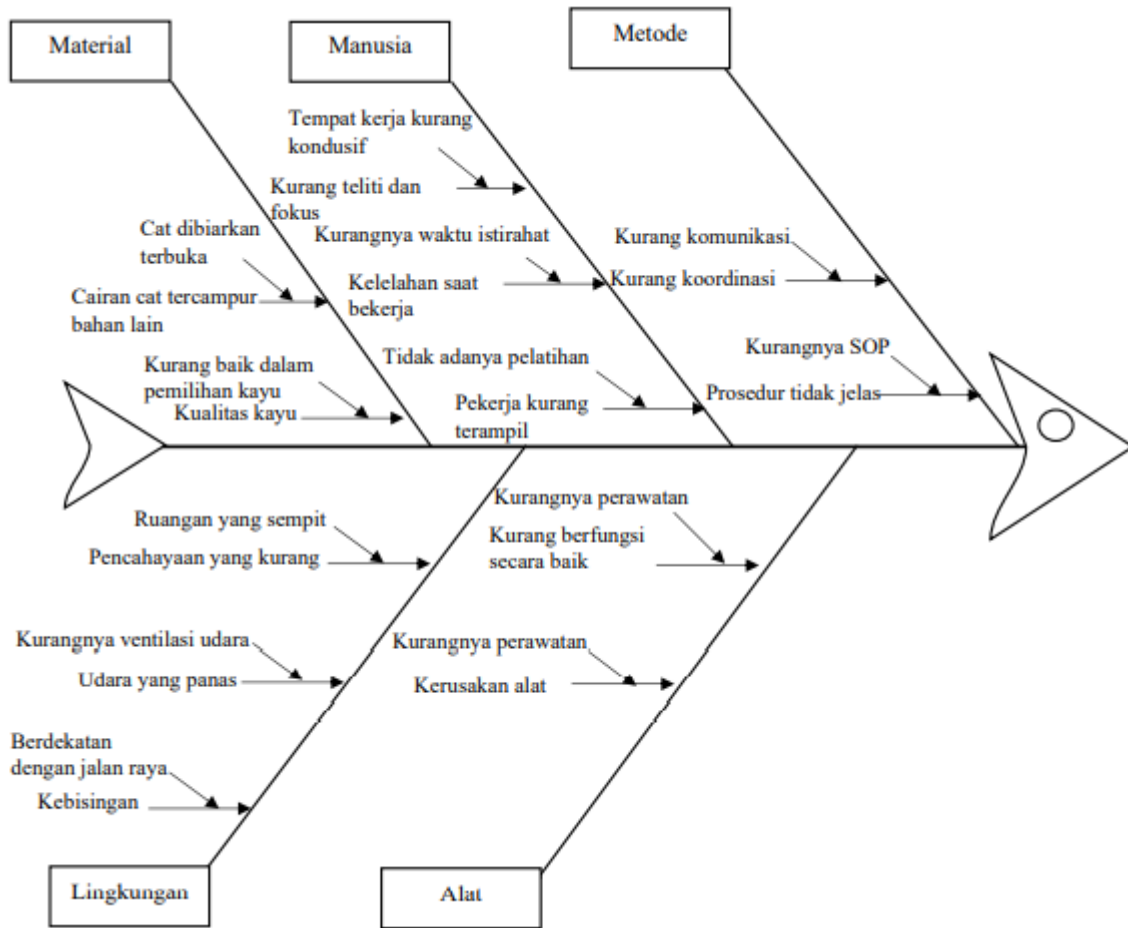 Material
Manusia
Metode
Tempat kerja kurang
kondusif
Kurang teliti dan
fokus
Cat dibiarkan
terbuka
Kurangnya waktu istirahat
Kurang komunikasi
Cairan cat tercampur
bahan lain
Kelelahan saat
bekerja
Kurang koordinasi
Kurang baik dalam
pemilihan kayu
Kualitas kayu
Tidak adanya pelatihan
Pekerja kurang
terampil
Kurangnya SOP
Prosedur tidak jelas
Ruangan yang sempit
Pencahayaan yang kurang
Kurangnya perawatan
Kurang berfungsi
secara baik
Kurangnya ventilasi udara
Udara yang panas
Kurangnya perawatan
Kerusakan alat
Berdekatan
dengan jalan raya
Kebisingan
Lingkungan
Alat